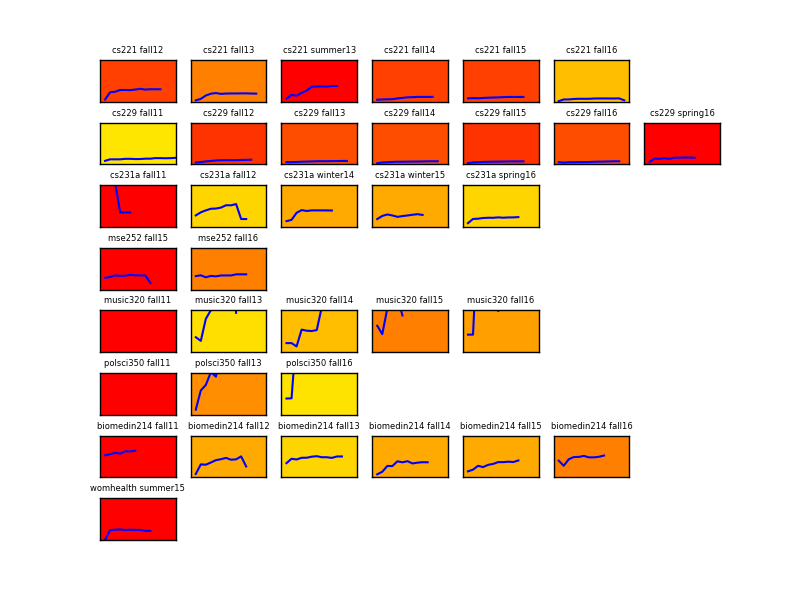 cs221 fall12 cs221 fall13 cs221 summer13 cs221 fall14 cs221 fall15 cs221 fall16
cs229 fall11 cs229 fall12 cs229 fall13 cs229 fall14 cs229 fall15 cs229 fall16 cs229 spring16
cs231a fall11 cs231a fall12 cs231a winter14 cs231a winter15 cs231a spring16
mse252 fall15 mse252 fall16
music320 fall11 music320 fall13 music320 fall14 music320 fall15 music320 fall16
polsci350 fall11 polsci350 fall13 polsci350 fall16
biomedin214 fall11 biomedin214 fall12 biomedin214 fall13 biomedin214 fall14 biomedin214 fall15 biomedin214 fall16
womhealth summer15